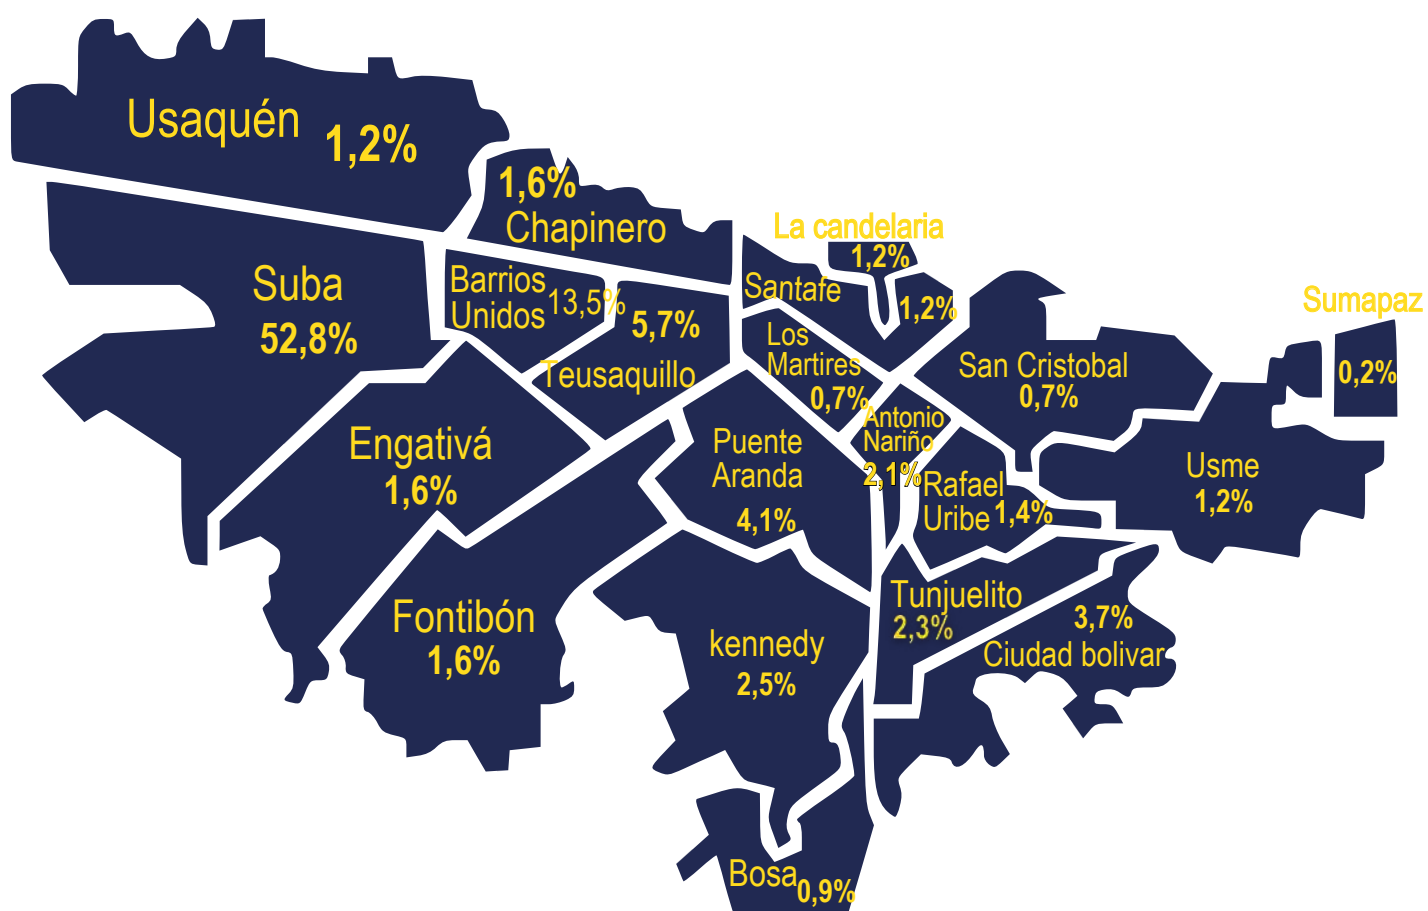 Usaquén 1,2%
1,6%
Chapinero
La candelaria
1,2%
Suba
52,8%
Barrios
Unidos 13,5%
5,7%
Teusaquillo
Santafe
1,2%
Los
Martires
0,7%
San Cristobal
0,7%
Sumapaz
0,2%
Engativá
1,6%
Puente
Aranda
4,1%
Antonio
Nariño
2,1%
Rafael
Uribe 1,4%
Usme
1,2%
Fontibón
1,6%
kennedy
2,5%
Tunjuelito
2,3%
3,7%
Ciudad bolivar
Bosa 0,9%